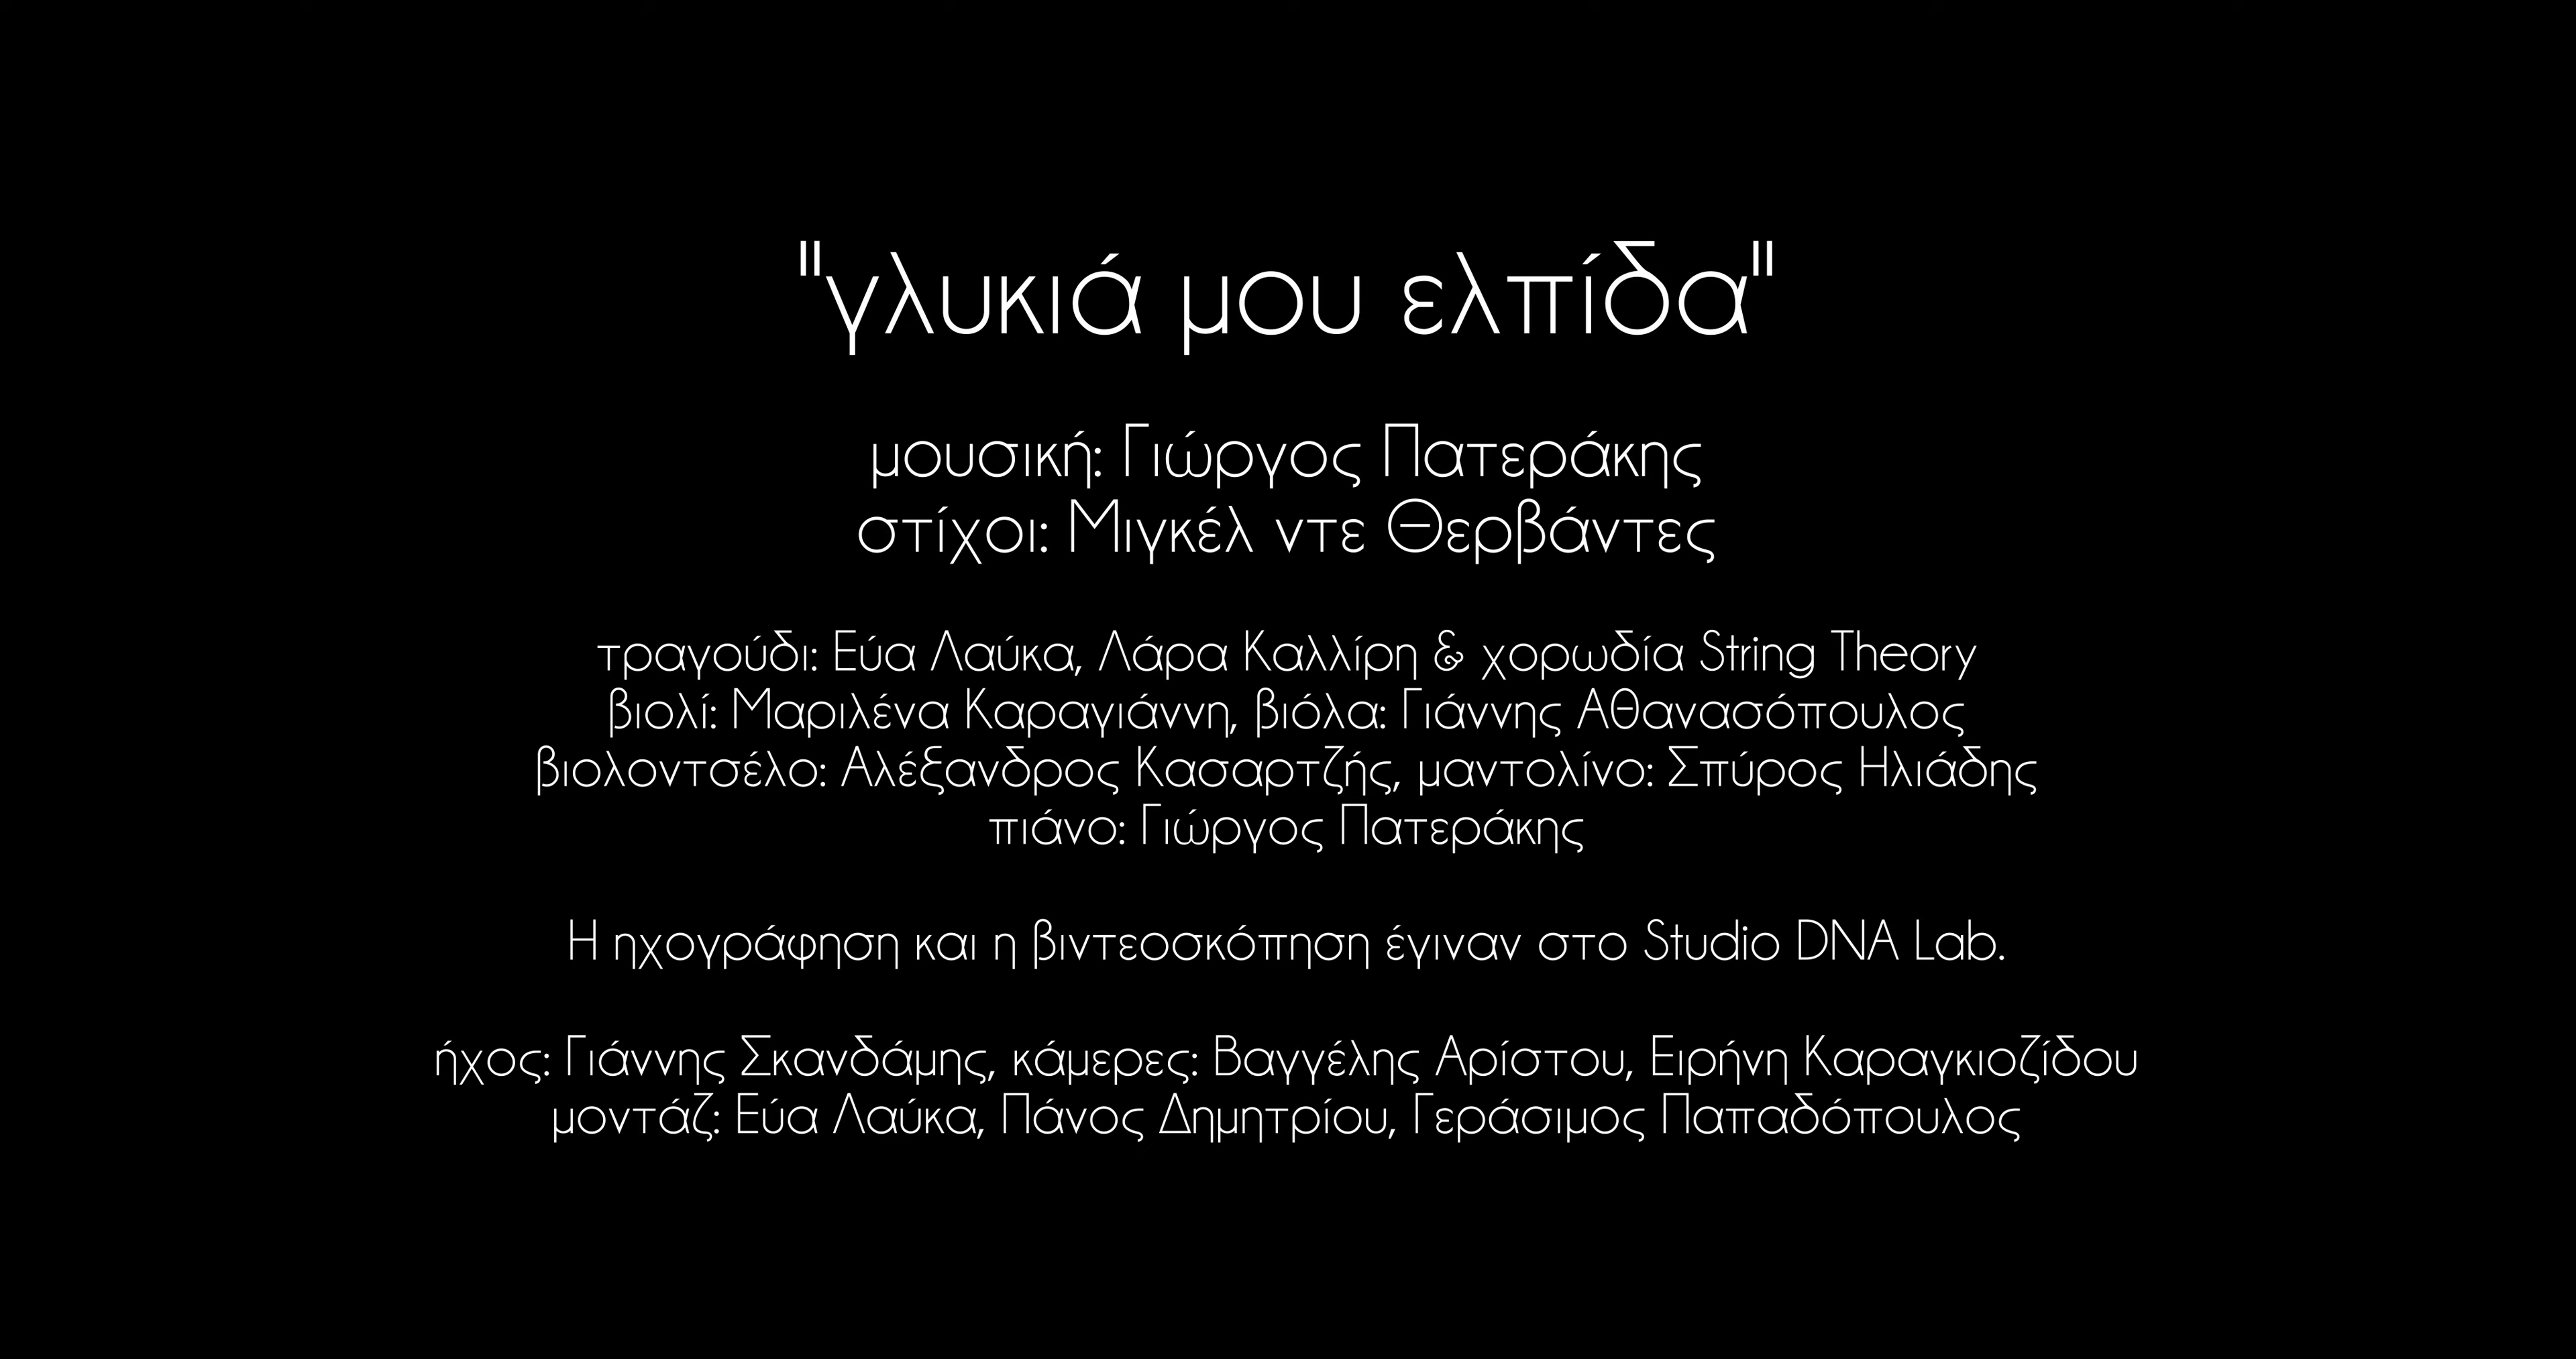 "γλυκιά μου ελπίδα"
μουσική: Γιώργος Πατεράκης
στίχοι: Μιγκέλ ντε Θερβάντες
τραγούδι: Εύα Λαύκα, Λάρα Καλλίρη & χορωδία String Theory
βιολί: Μαριλένα Καραγιάννη, βιόλα: Γιάννης Αθανασόπουλος
βιολοντσέλο: Αλέξανδρος Κασαρτζής, μαντολίνο: Σπύρος Ηλιάδης
πιάνο: Γιώργος Πατεράκης
Η ηχογράφηση και η βιντεοσκόπηση έγιναν στο Studio DNA Lab.
ήχος: Γιάννης Σκανδάμης, κάμερες: Βαγγέλης Αρίστου, Ειρήνη Καραγκιοζίδου
μοντάζ: Εύα Λαύκα, Πάνος Δημητρίου, Γεράσιμος Παπαδόπουλος